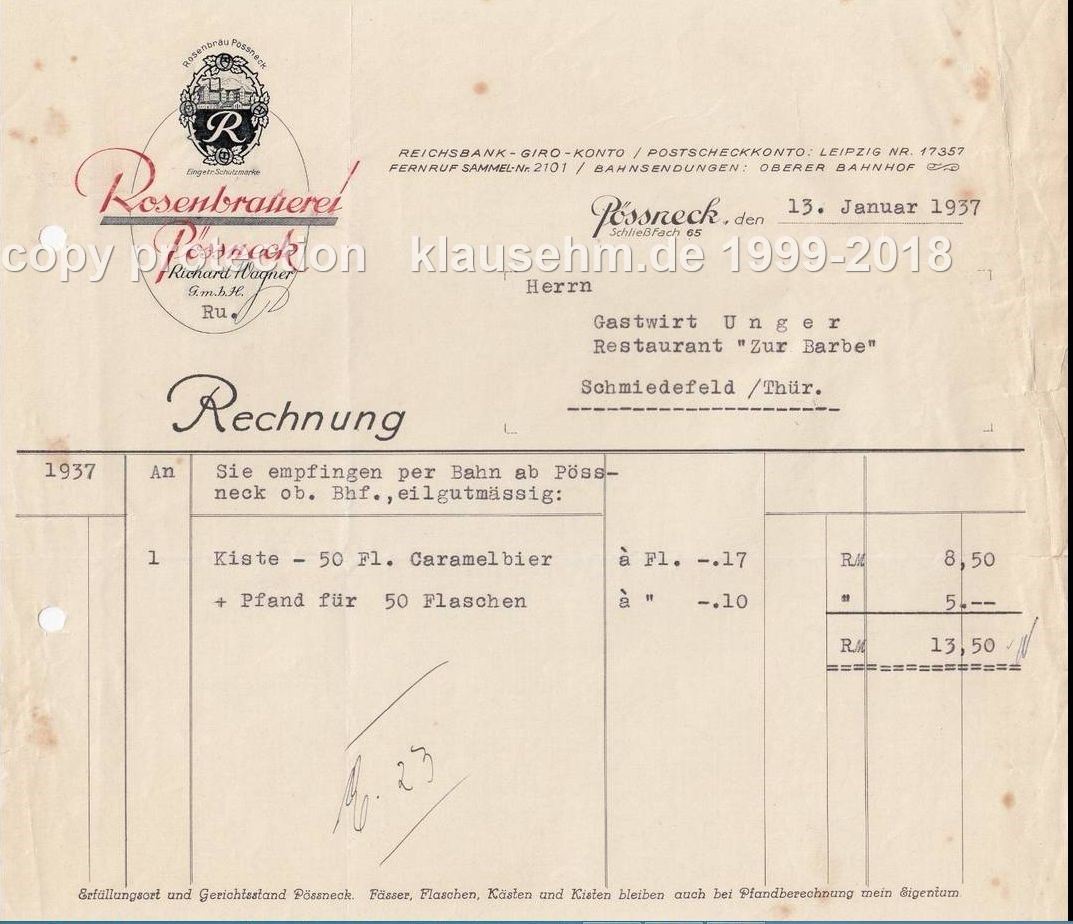 Rosenbräu Pössneck
R
Eingetr. Schutzmarke
Rosenbrauerei
Pössneck
Richard Wagner
G.m.b.H.
Ru.
REICHSBANK-GIRO-KONTO / POSTSCHECKKONTO: LEIPZIG NR. 17357
FERNRUF SAMMEL-Nr. 2101 / BAHNSENDUNGEN: OBERER BAHNHOF
Pössneck, den 13. Januar 1937
Schließfach 65
copy protection klausehm.de 1999-2018
Herrn
Gastwirt U n g e r
Restaurant "Zur Barbe"
Schmiedefeld /Thür.
Rechnung
1937 An Sie empfingen per Bahn ab Pöss-
neck ob. Bhf., eilgutmässig:
1 Kiste - 50 Fl. Caramelbier à Fl. -.17 RM 8,50
+ Pfand für 50 Flaschen à " -.10 " 5.--
RM 13,50
23
Erfüllungsort und Gerichtsstand Pössneck. Fässer, Flaschen, Kästen und Kisten bleiben auch bei Pfandberechnung mein Eigentum.